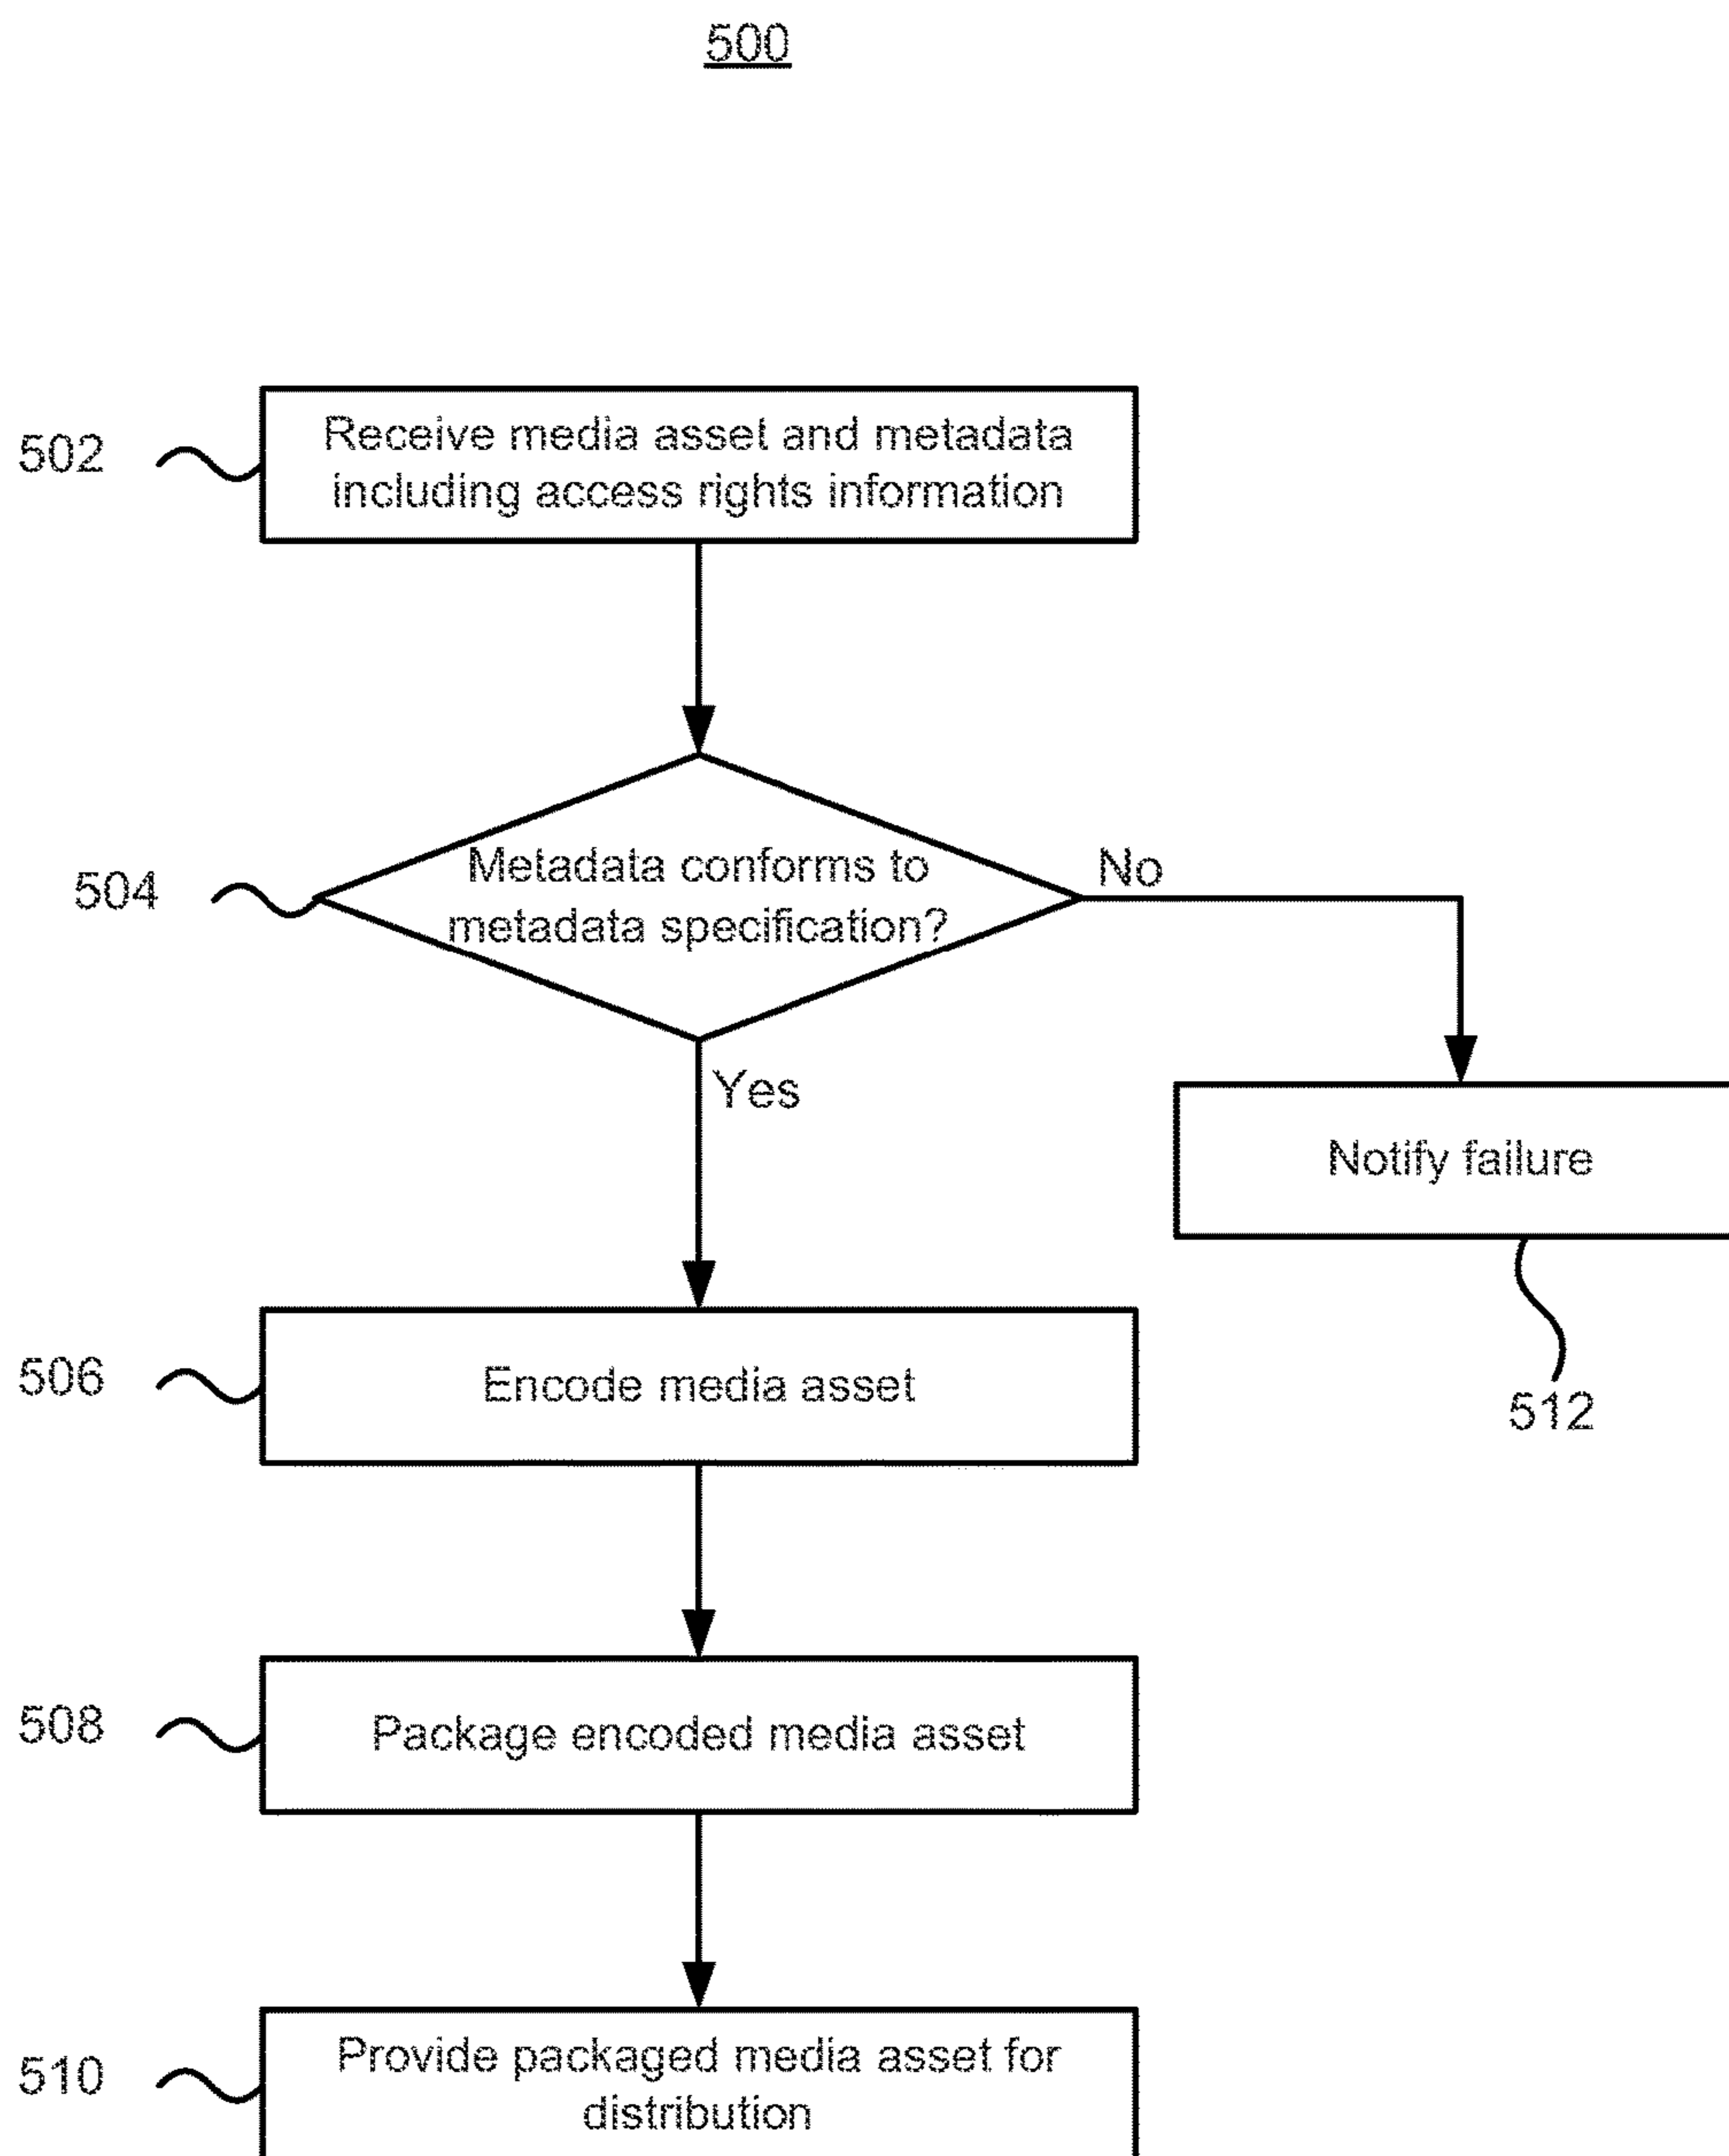 500
502
Receive media asset and metadata
including access rights information
504
Metadata conforms to
metadata specification?
No
Yes
Notify failure
512
506
Encode media asset
508
Package encoded media asset
510
Provide packaged media asset for
distribution